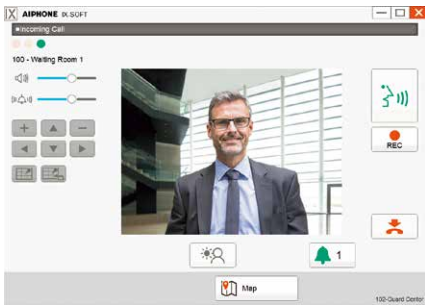 AIPHONE IX-SOFT
Incoming Call
100 - Waiting Room 1
REC
1
Map
102-Guard Center